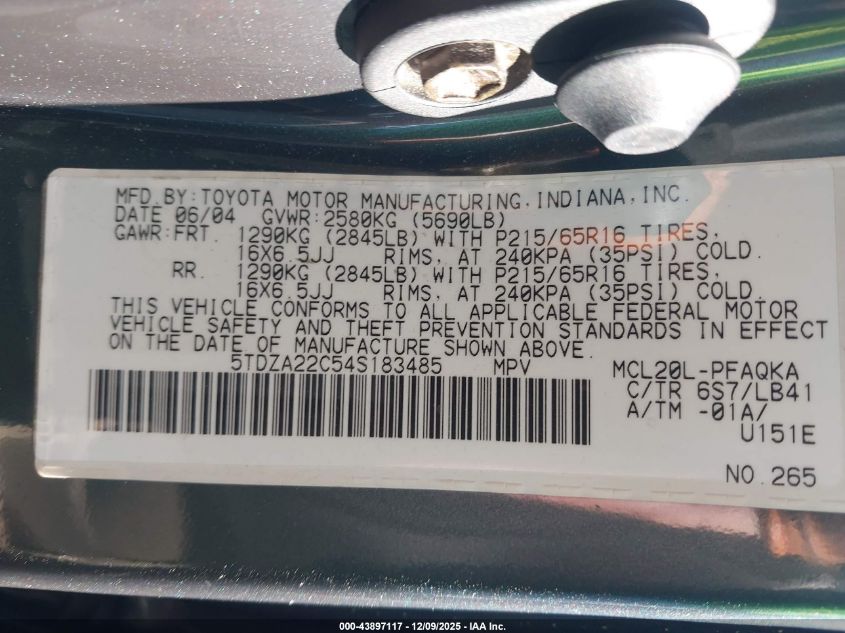 MFD.BY:TOYOTA MOTOR MANUFACTURING,INDIANA,INC.
DATE 06/04 GVWR:2580KG (5690LB)
GAWR:FRT. 1290KG (2845LB) WITH P215/65R16 TIRES,
16X6.5JJ RIMS, AT 240KPA (35PSI) COLD.
RR. 1290KG (2845LB) WITH P215/65R16 TIRES,
16X6.5JJ RIMS, AT 240KPA (35PSI) COLD.
THIS VEHICLE CONFORMS TO ALL APPLICABLE FEDERAL MOTOR
VEHICLE SAFETY AND THEFT PREVENTION STANDARDS IN EFFECT
ON THE DATE OF MANUFACTURE SHOWN ABOVE.
5TDZA22C54S183485 MPV MCL20L-PFAQKA
C/TR 6S7/LB41
A/TM -01A/
U151E
NO.265
000-43897117 - 12/09/2025 - IAA Inc.